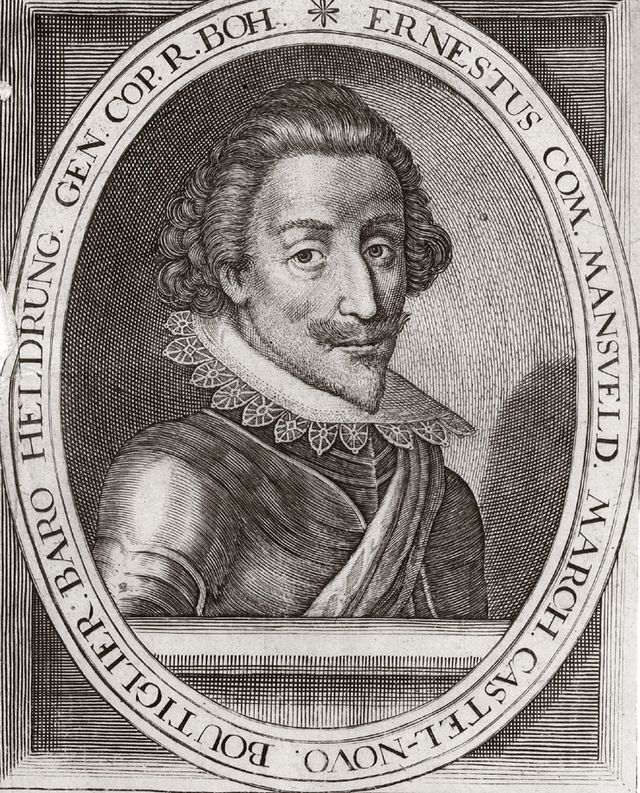 ✳ ERNESTUS COM. MANSVELD. MARCH. CASTEL-NOVO. BOUTIGLIER. BARO HELDRUNG. GEN. COP. R. BOH.